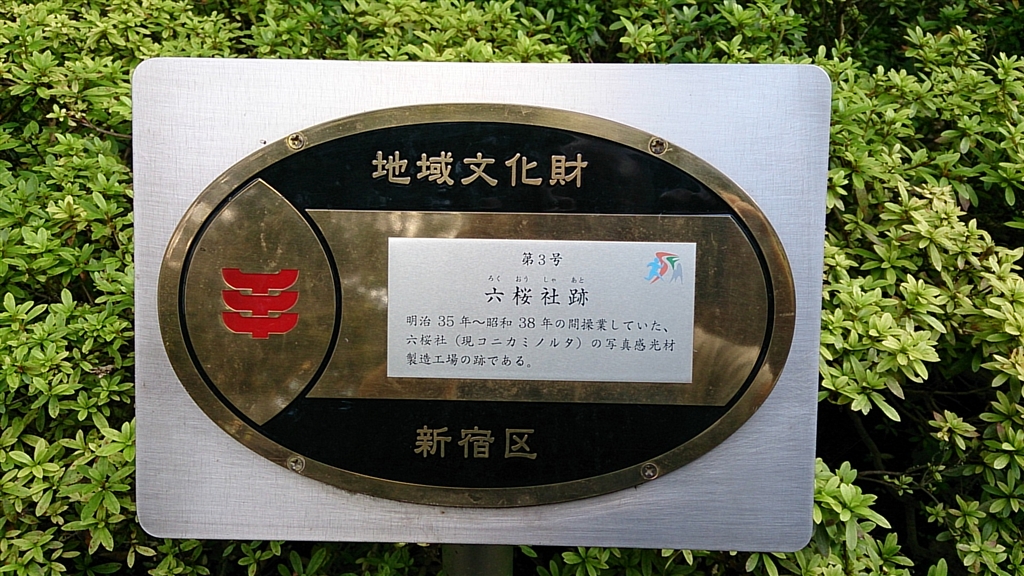 地域文化財
第3号
ろく おう しゃ あと
六桜社跡
明治 35 年〜昭和 38 年の間操業していた、
六桜社（現コニカミノルタ）の写真感光材
製造工場の跡である。
新宿区